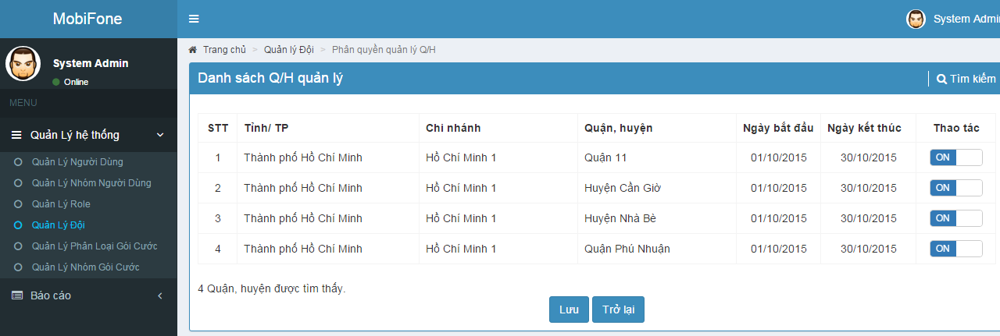 MobiFone
System Admin
System Admin
Online
MENU
Quản Lý hệ thống
Quản Lý Người Dùng
Quản Lý Nhóm Người Dùng
Quản Lý Role
Quản Lý Đội
Quản Lý Phân Loại Gói Cước
Quản Lý Nhóm Gói Cước
Báo cáo
Trang chủ > Quản lý Đội > Phân quyền quản lý Q/H
Danh sách Q/H quản lý Tìm kiếm
STT Tỉnh/ TP Chi nhánh Quận, huyện Ngày bắt đầu Ngày kết thúc Thao tác
1 Thành phố Hồ Chí Minh Hồ Chí Minh 1 Quận 11 01/10/2015 30/10/2015 ON
2 Thành phố Hồ Chí Minh Hồ Chí Minh 1 Huyện Cần Giờ 01/10/2015 30/10/2015 ON
3 Thành phố Hồ Chí Minh Hồ Chí Minh 1 Huyện Nhà Bè 01/10/2015 30/10/2015 ON
4 Thành phố Hồ Chí Minh Hồ Chí Minh 1 Quận Phú Nhuận 01/10/2015 30/10/2015 ON
4 Quận, huyện được tìm thấy.
Lưu Trở lại